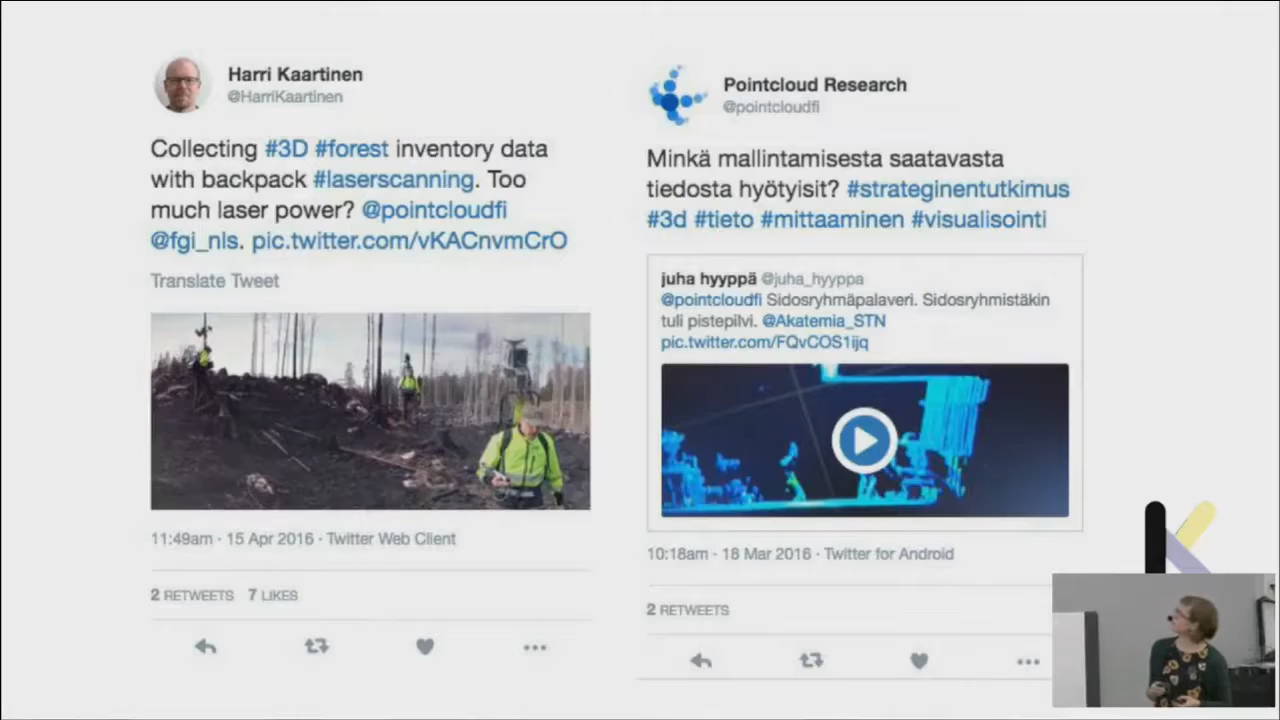 Harri Kaartinen
@HarriKaartinen
Collecting #3D #forest inventory data
with backpack #laserscanning. Too
much laser power? @pointcloudfi
@fgi_nls. pic.twitter.com/vKACnvmCrO
Translate Tweet
11:49am · 15 Apr 2016 · Twitter Web Client
2 RETWEETS 7 LIKES
Pointcloud Research
@pointcloudfi
Minkä mallintamisesta saatavasta
tiedosta hyötyisit? #strateginentutkimus
#3d #tieto #mittaaminen #visualisointi
juha hyyppä @juha_hyyppa
@pointcloudfi Sidosryhmäpalaveri. Sidosryhmistäkin
tuli pistepilvi. @Akatemia_STN
pic.twitter.com/FQvCOS1ijq
10:18am · 18 Mar 2016 · Twitter for Android
2 RETWEETS